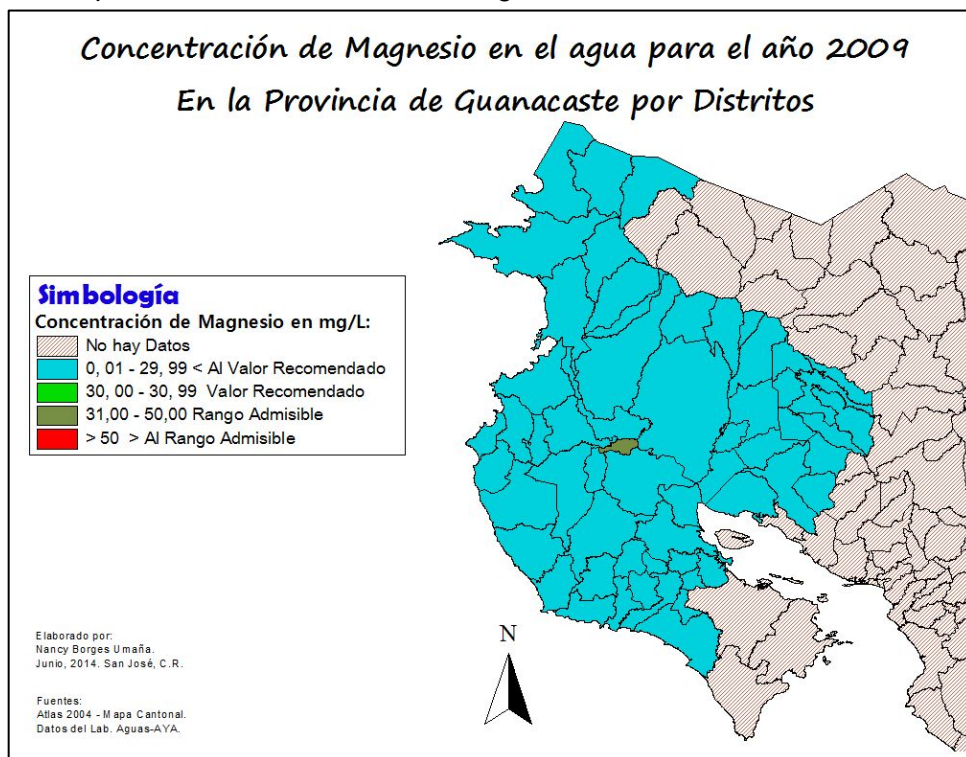 Concentración de Magnesio en el agua para el año 2009
En la Provincia de Guanacaste por Distritos
Simbología
Concentración de Magnesio en mg/L:
No hay Datos
0, 01 - 29, 99 < Al Valor Recomendado
30, 00 - 30, 99 Valor Recomendado
31,00 - 50,00 Rango Admisible
> 50 > Al Rango Admisible
N
Elaborado por:
Nancy Borges Umaña.
Junio, 2014. San José, C.R.
Fuentes:
Atlas 2004 - Mapa Cantonal.
Datos del Lab. Aguas-AYA.